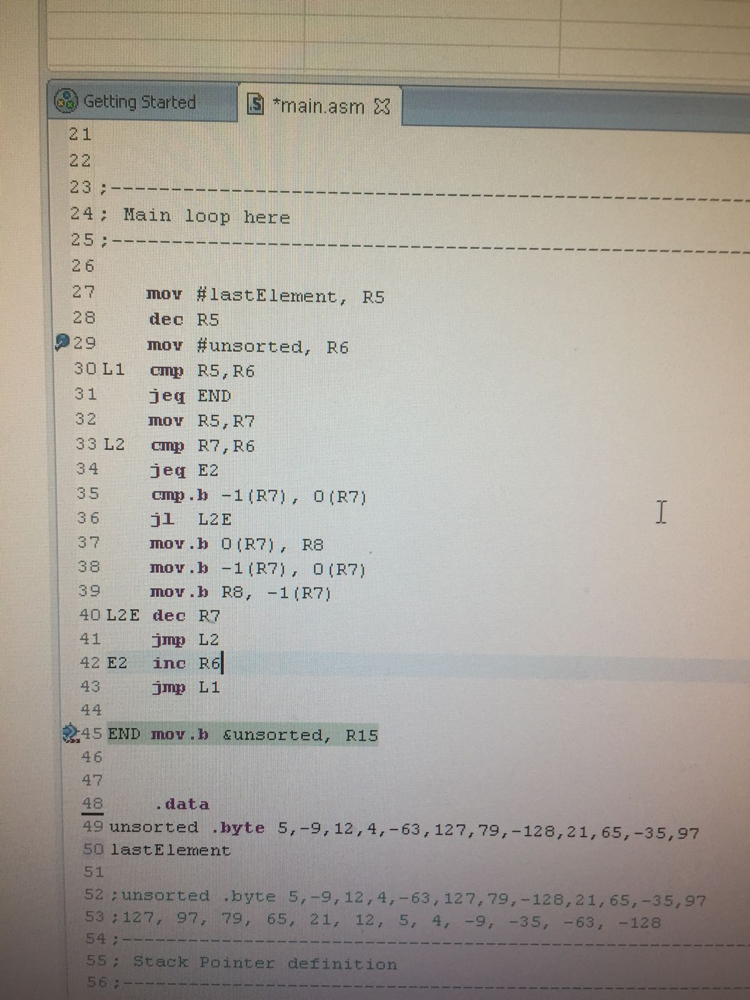 Getting Started
*main.asm
21
22
23 ;--------------------------------------------------------
24 ; Main loop here
25 ;--------------------------------------------------------
26
27 mov #lastElement, R5
28 dec R5
29 mov #unsorted, R6
30 L1 cmp R5,R6
31 jeq END
32 mov R5,R7
33 L2 cmp R7,R6
34 jeq E2
35 cmp.b -1(R7), 0(R7)
36 jl L2E
37 mov.b 0(R7), R8
38 mov.b -1(R7), 0(R7)
39 mov.b R8, -1(R7)
40 L2E dec R7
41 jmp L2
42 E2 inc R6
43 jmp L1
44
45 END mov.b &unsorted, R15
46
47
48 .data
49 unsorted .byte 5,-9,12,4,-63,127,79,-128,21,65,-35,97
50 lastElement
51
52 ;unsorted .byte 5,-9,12,4,-63,127,79,-128,21,65,-35,97
53 ;127, 97, 79, 65, 21, 12, 5, 4, -9, -35, -63, -128
54 ;--------------------------------------------------------
55 ; Stack Pointer definition
56 ;--------------------------------------------------------